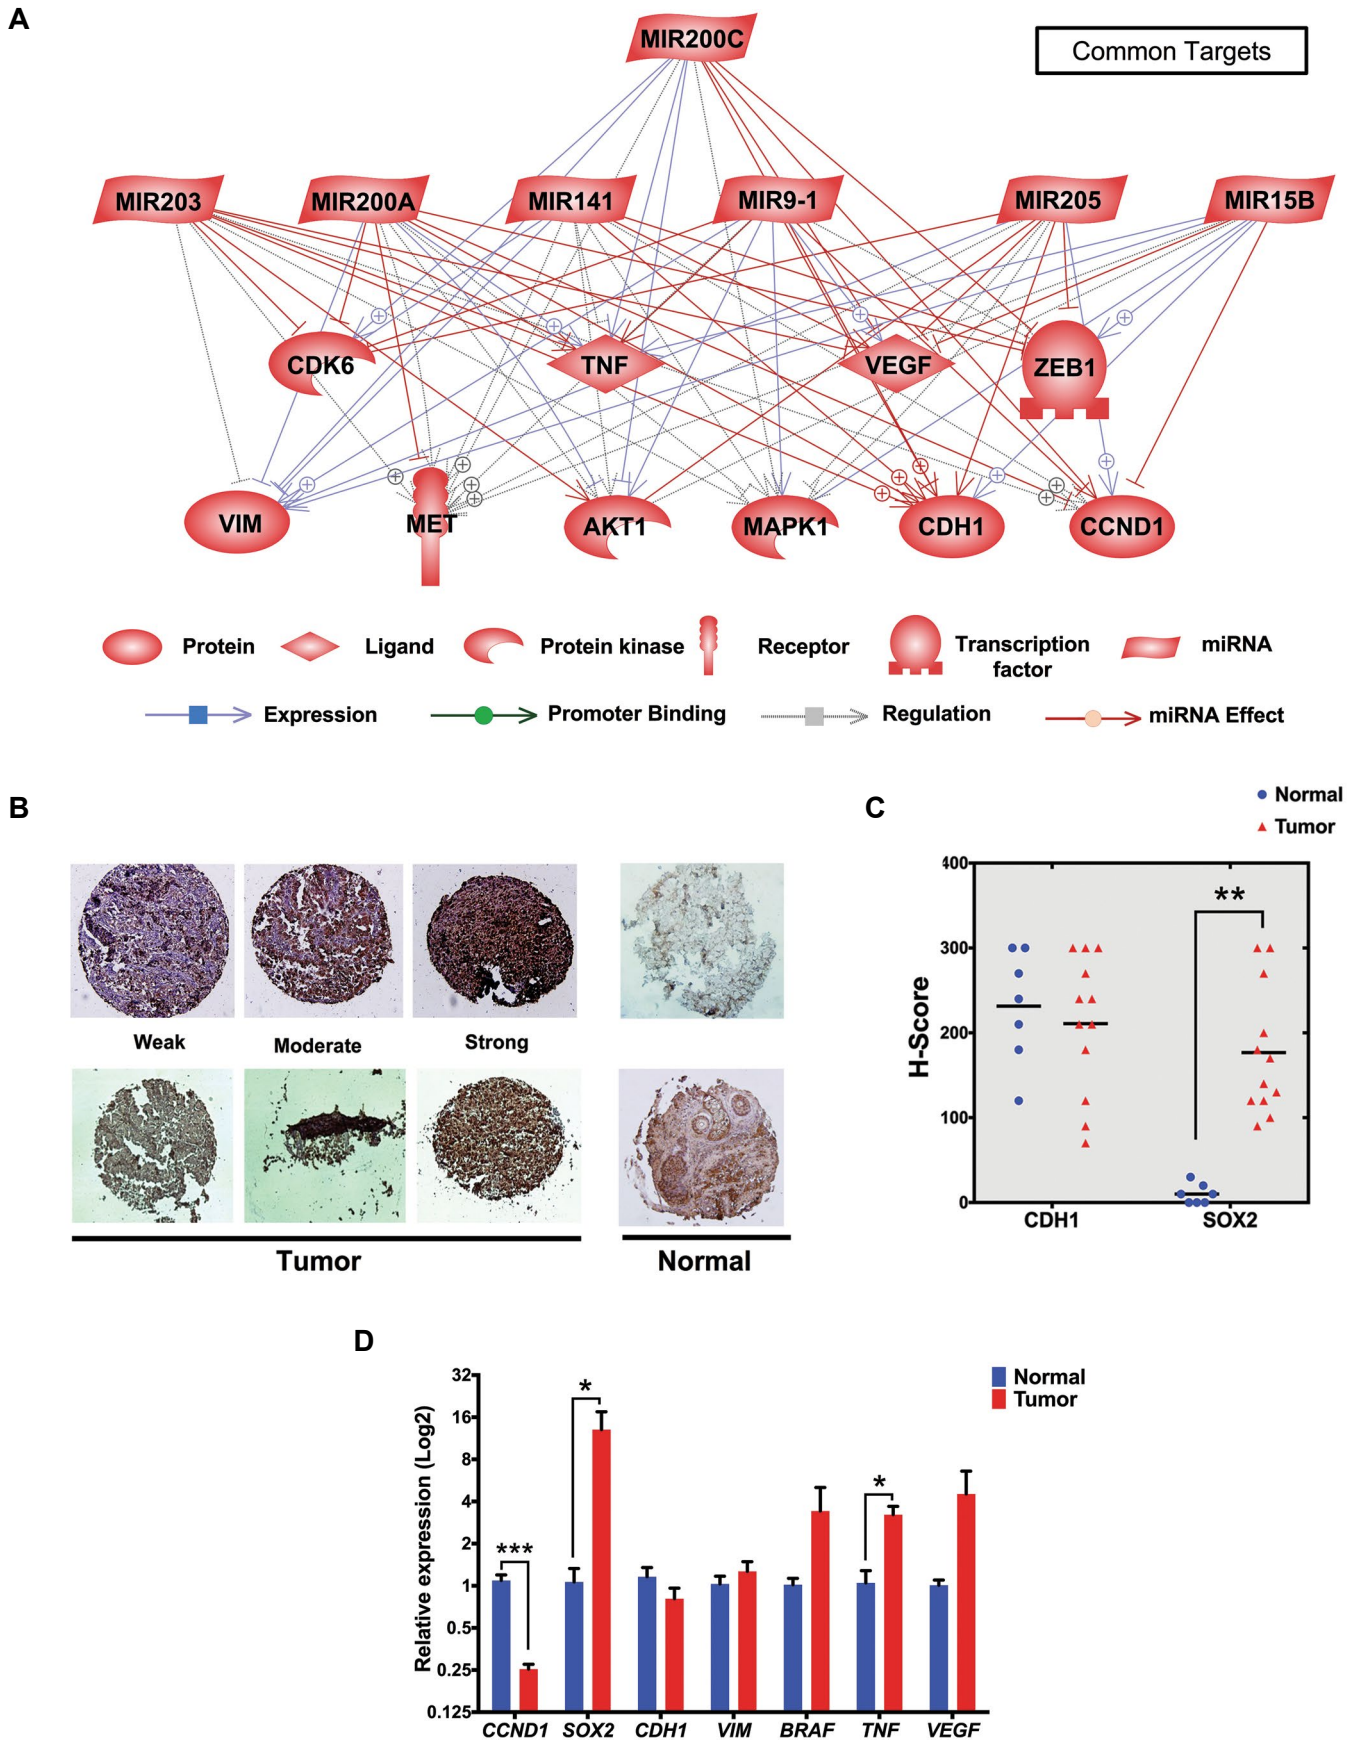 A
MIR200C
Common Targets
MIR203 MIR200A MIR141 MIR9-1 MIR205 MIR15B
CDK6 TNF VEGF ZEB1
VIM MET AKT1 MAPK1 CDH1 CCND1
Protein Ligand Protein kinase Receptor Transcription factor miRNA
Expression Promoter Binding Regulation miRNA Effect
B
Weak Moderate Strong
Tumor Normal
C
Normal
Tumor
400
300
200
100
0
H-Score
**
CDH1 SOX2
D
Normal
Tumor
Relative expression (Log2)
32
16
8
4
2
1
0.5
0.25
0.125
*** * *
CCND1 SOX2 CDH1 VIM BRAF TNF VEGF